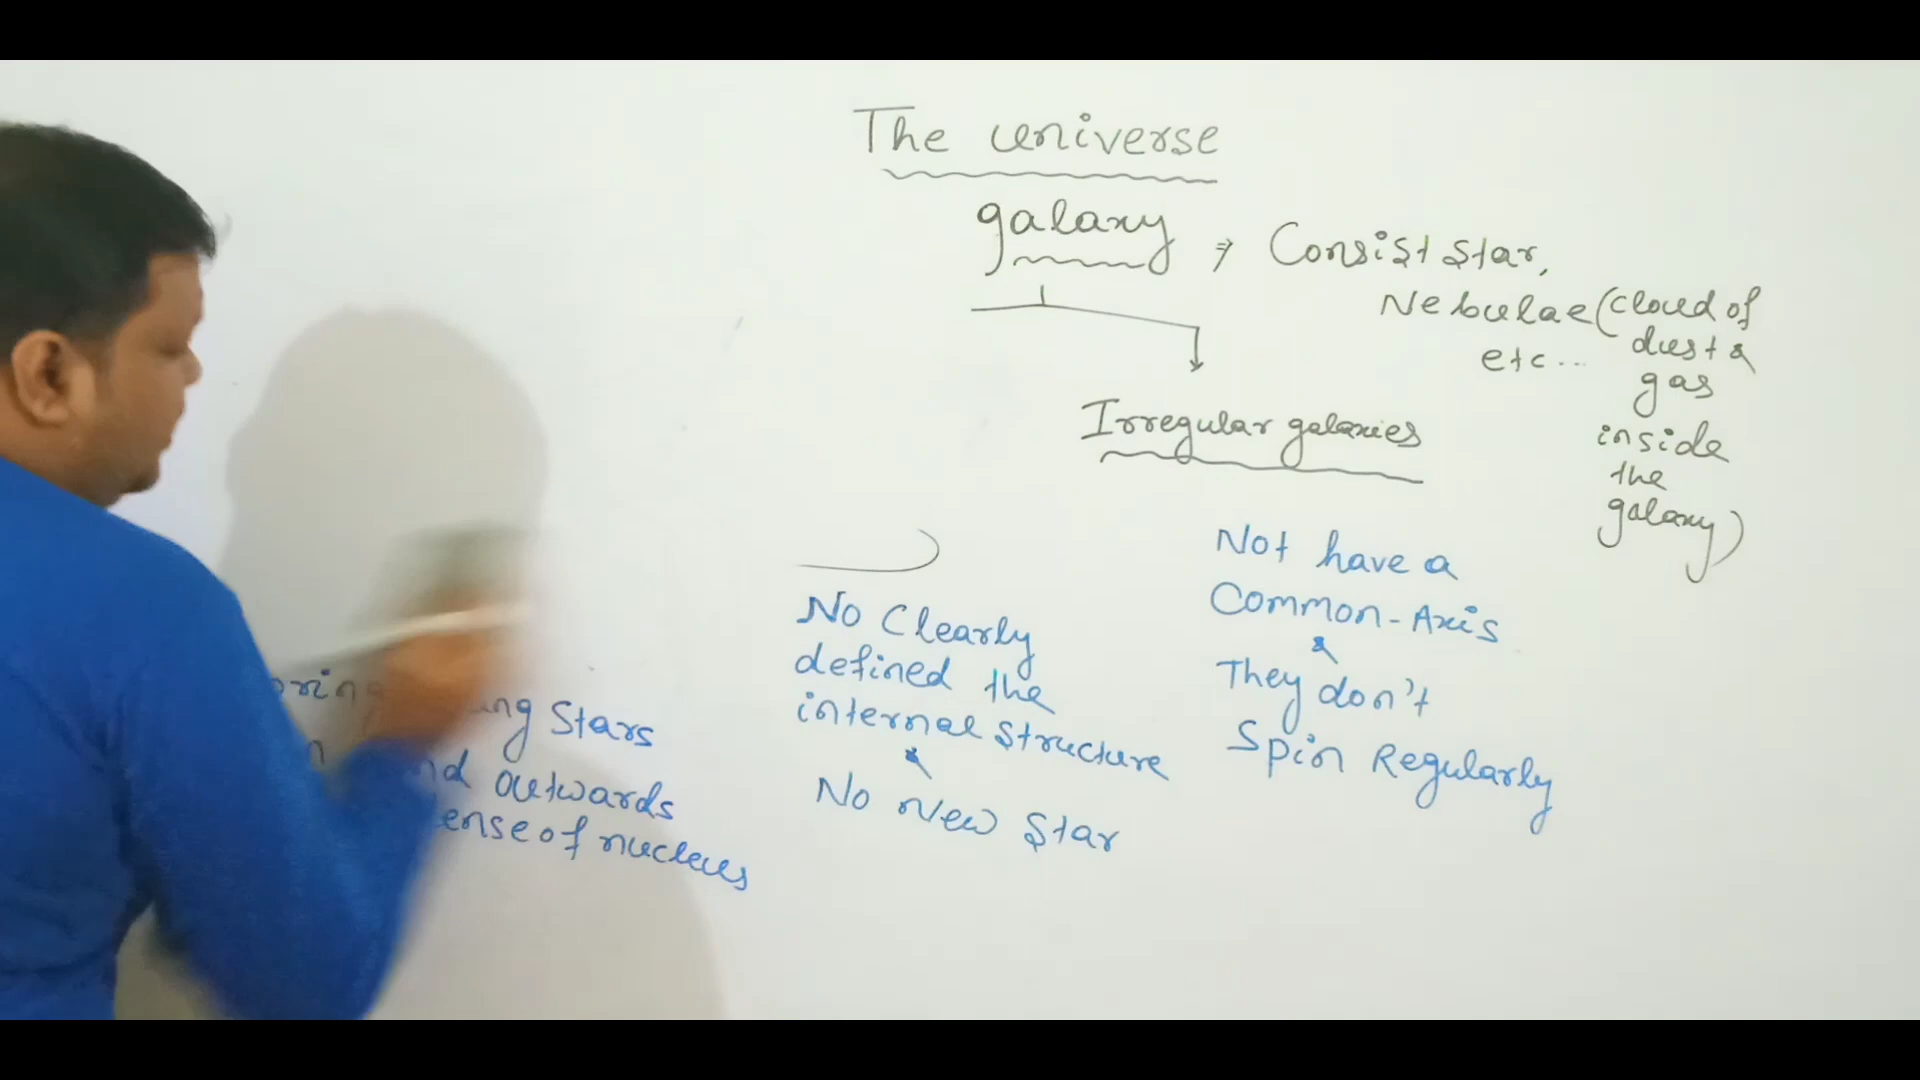 The universe
galaxy ⇒ Consist star,
Nebulae (cloud of
dust &
etc...
gas
inside
the
galaxy)
Irregular galaxies
Stars
outwards
of nucleus
No Clearly
defined the
internal structure
&
No New Star
Not have a
Common-Axis
&
They don't
Spin Regularly